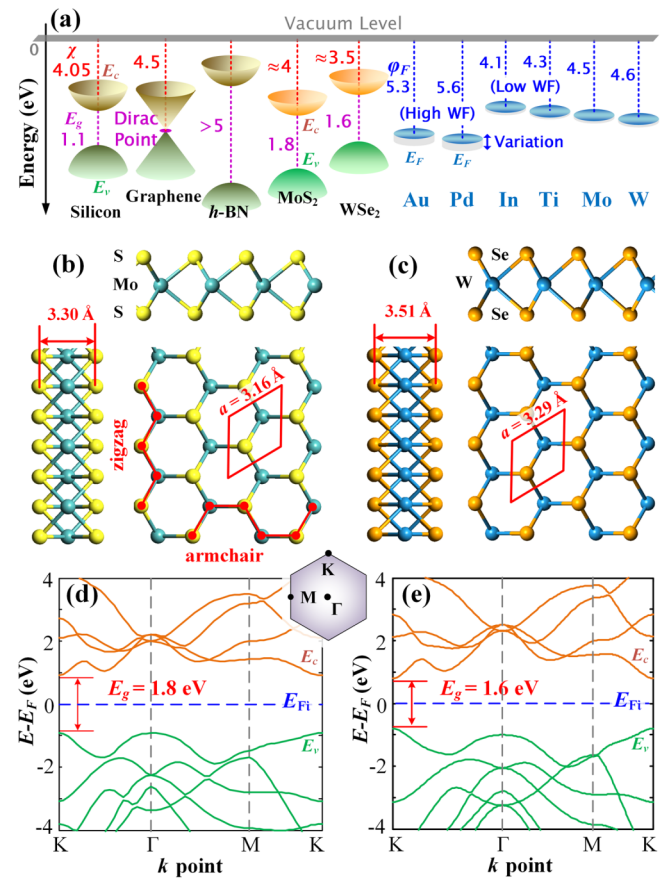 (a)
Vacuum Level
0
Energy (eV)
χ
4.05
E_c
E_g
1.1
E_v
Silicon
4.5
Dirac
Point
Graphene
>5
h-BN
≈4
E_c
1.8
E_v
MoS₂
≈3.5
1.6
WSe₂
φ_F
5.3
(High WF)
E_F
Au
5.6
E_F
Pd
Variation
4.1
(Low WF)
In
4.3
Ti
4.5
Mo
4.6
W
(b)
S
Mo
S
3.30 Å
a = 3.16 Å
zigzag
armchair
(c)
Se
W
Se
3.51 Å
a = 3.29 Å
K
M
Γ
(d)
4
2
0
-2
-4
E-E_F (eV)
E_c
E_g = 1.8 eV
E_Fi
E_v
K
Γ
M
K
k point
(e)
4
2
0
-2
-4
E-E_F (eV)
E_c
E_g = 1.6 eV
E_Fi
E_v
K
Γ
M
K
k point